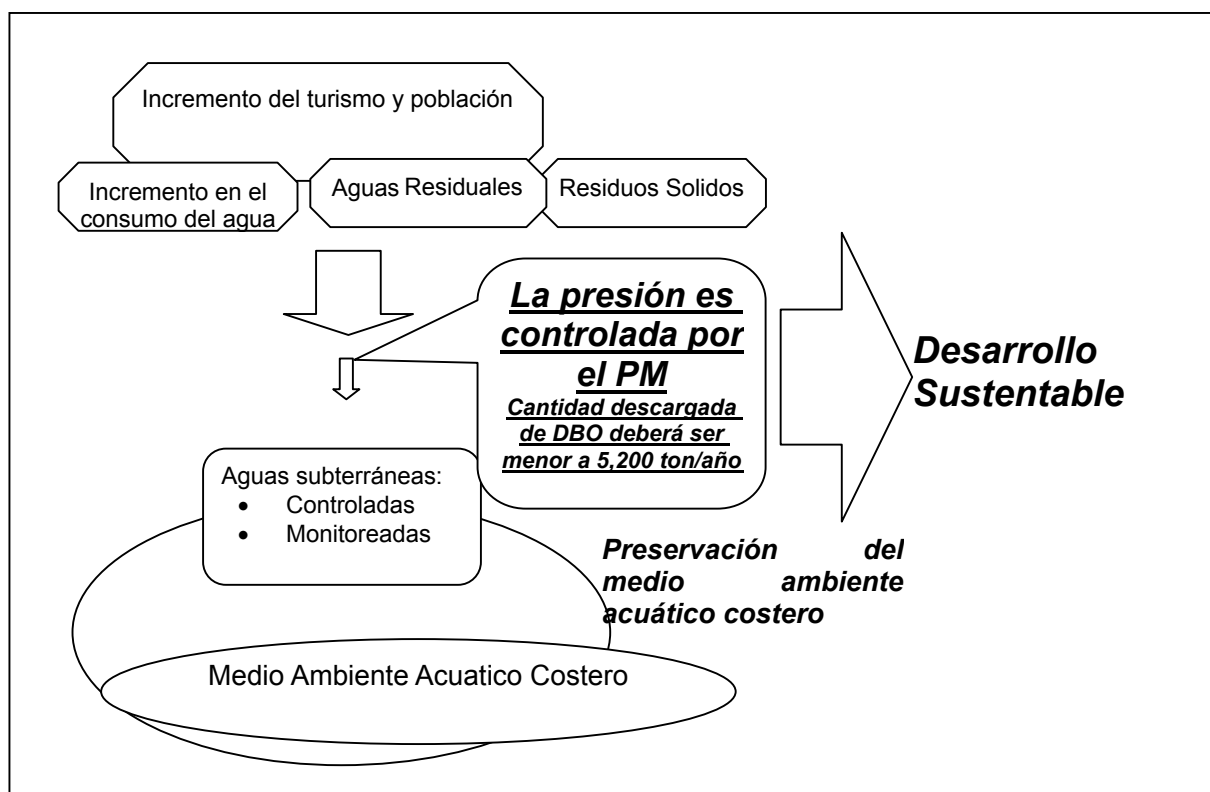 Incremento del turismo y población
Incremento en el
consumo del agua
Aguas Residuales
Residuos Solidos
La presión es
controlada por
el PM
Cantidad descargada
de DBO deberá ser
menor a 5,200 ton/año
Desarrollo
Sustentable
Aguas subterráneas:
• Controladas
• Monitoreadas
Preservación del
medio ambiente
acuático costero
Medio Ambiente Acuatico Costero